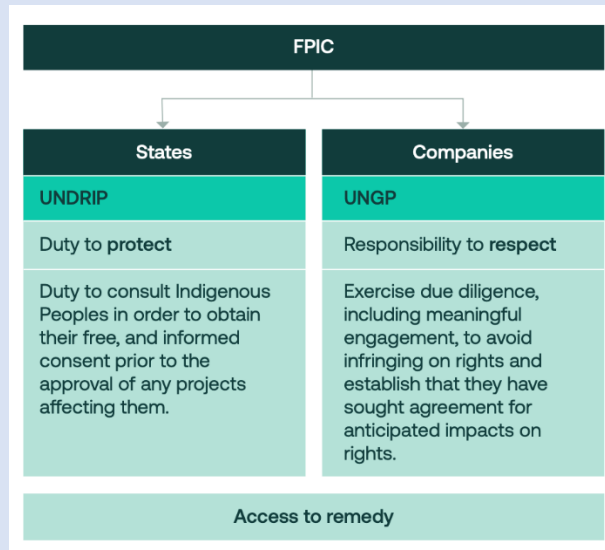 FPIC
States
UNDRIP
Duty to protect
Duty to consult Indigenous
Peoples in order to obtain
their free, and informed
consent prior to the
approval of any projects
affecting them.
Companies
UNGP
Responsibility to respect
Exercise due diligence,
including meaningful
engagement, to avoid
infringing on rights and
establish that they have
sought agreement for
anticipated impacts on
rights.
Access to remedy